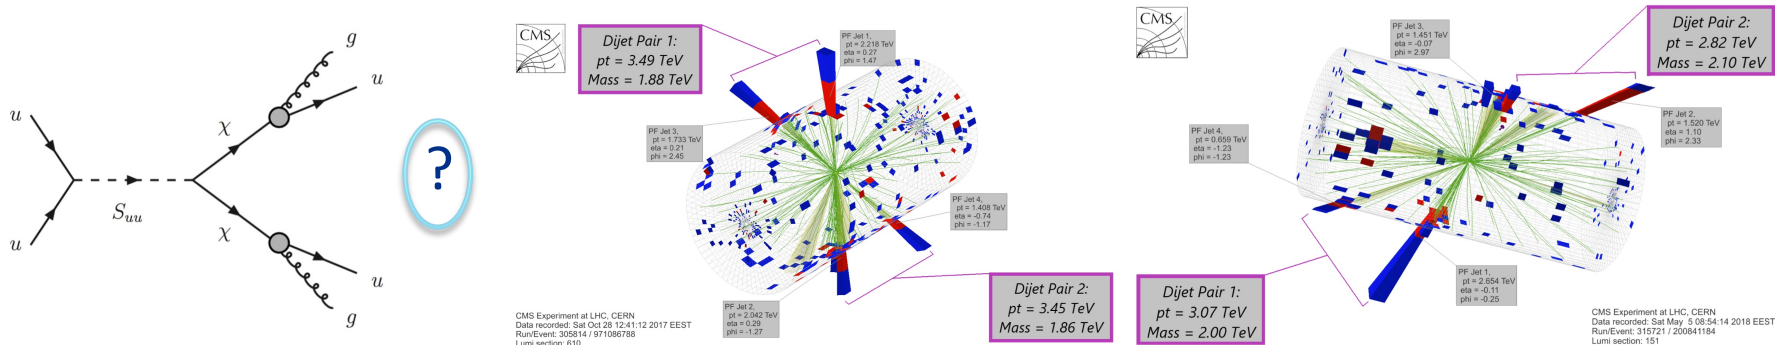 g
u
u
χ
S_uu
χ
u
u
g
?
CMS
Dijet Pair 1:
pt = 3.49 TeV
Mass = 1.88 TeV
PF Jet 1,
pt = 2.218 TeV
eta = 0.27
phi = 1.47
PF Jet 3,
pt = 1.733 TeV
eta = 0.21
phi = 2.45
PF Jet 4,
pt = 1.408 TeV
eta = -0.74
phi = -1.17
PF Jet 2,
pt = 2.042 TeV
eta = 0.29
phi = -1.27
Dijet Pair 2:
pt = 3.45 TeV
Mass = 1.86 TeV
CMS Experiment at LHC, CERN
Data recorded: Sat Oct 28 12:41:12 2017 EEST
Run/Event: 305814 / 971086788
Lumi section: 610
CMS
PF Jet 3,
pt = 1.451 TeV
eta = -0.07
phi = 2.97
Dijet Pair 2:
pt = 2.82 TeV
Mass = 2.10 TeV
PF Jet 2,
pt = 1.520 TeV
eta = 1.10
phi = 2.33
PF Jet 4,
pt = 0.659 TeV
eta = -1.23
phi = -1.23
PF Jet 1,
pt = 2.654 TeV
eta = -0.11
phi = -0.25
Dijet Pair 1:
pt = 3.07 TeV
Mass = 2.00 TeV
CMS Experiment at LHC, CERN
Data recorded: Sat May 5 08:54:14 2018 EEST
Run/Event: 315721 / 200841184
Lumi section: 151